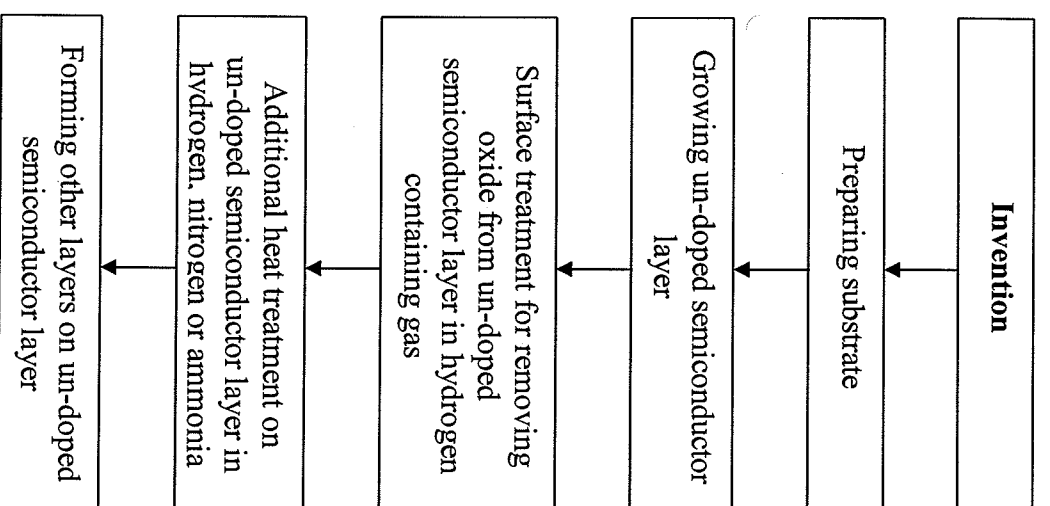 Invention
Preparing substrate
Growing un-doped semiconductor
layer
Surface treatment for removing
oxide from un-doped
semiconductor layer in hydrogen
containing gas
Additional heat treatment on
un-doped semiconductor layer in
hydrogen, nitrogen or ammonia
Forming other layers on un-doped
semiconductor layer